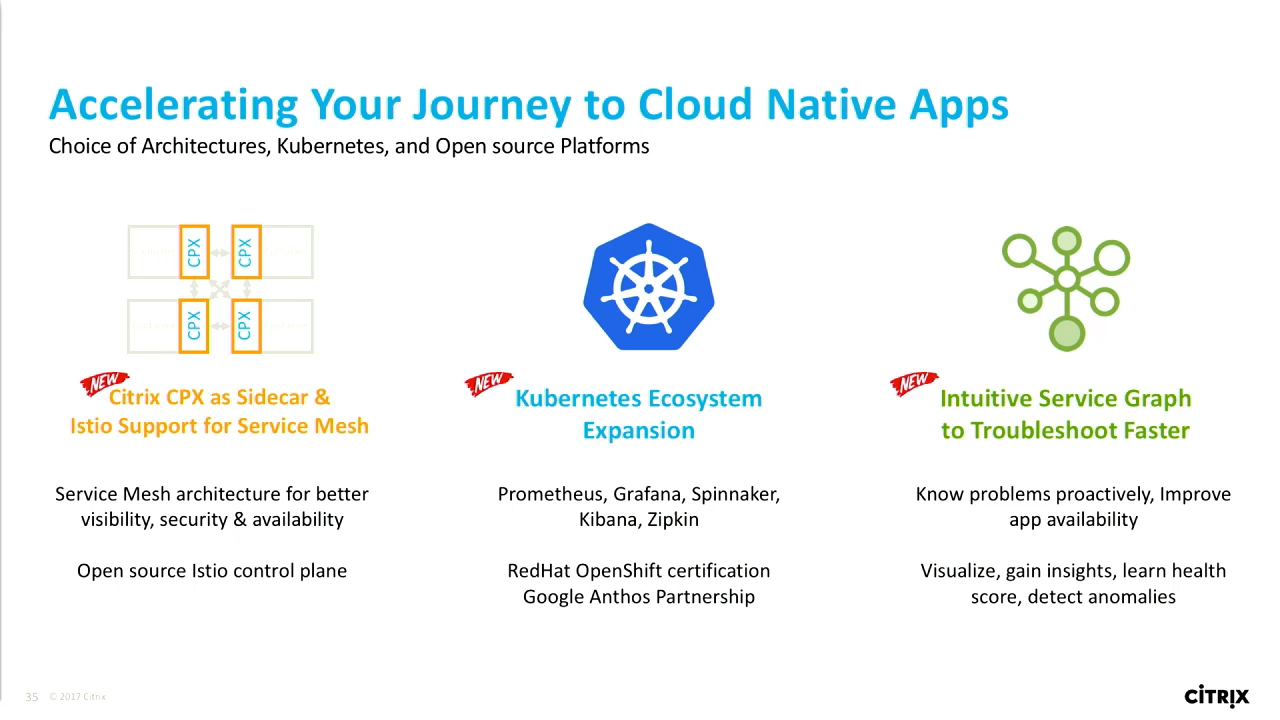 Accelerating Your Journey to Cloud Native Apps
Choice of Architectures, Kubernetes, and Open source Platforms
CPX
CPX
CPX
CPX
NEW
Citrix CPX as Sidecar &
Istio Support for Service Mesh
Service Mesh architecture for better
visibility, security & availability
Open source Istio control plane
NEW
Kubernetes Ecosystem
Expansion
Prometheus, Grafana, Spinnaker,
Kibana, Zipkin
RedHat OpenShift certification
Google Anthos Partnership
NEW
Intuitive Service Graph
to Troubleshoot Faster
Know problems proactively, Improve
app availability
Visualize, gain insights, learn health
score, detect anomalies
35 © 2017 Citrix
CITRIX